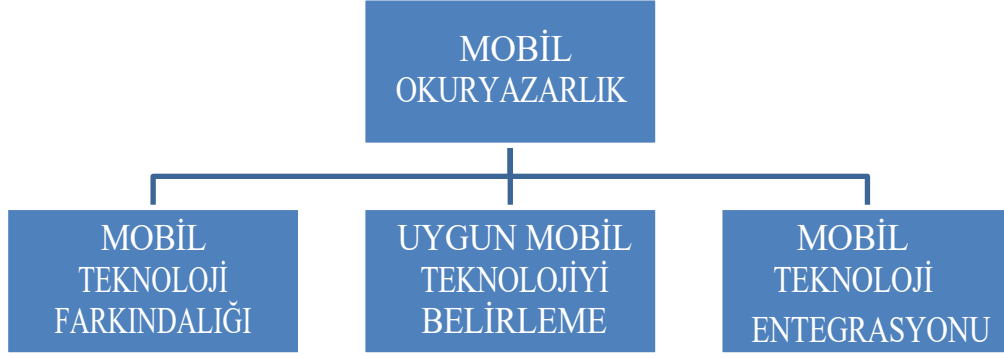 MOBİL
OKURYAZARLIK
MOBİL
TEKNOLOJİ
FARKINDALIĞI
UYGUN MOBİL
TEKNOLOJİYİ
BELİRLEME
MOBİL
TEKNOLOJİ
ENTEGRASYONU